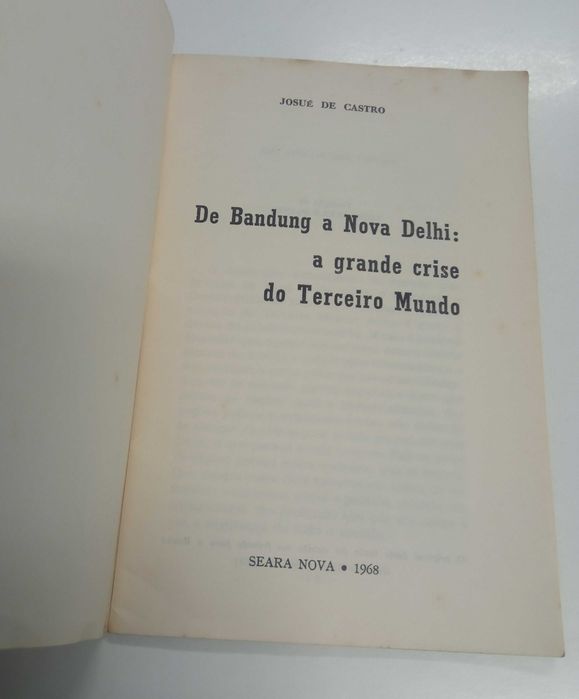 JOSUÉ DE CASTRO
De Bandung a Nova Delhi:
a grande crise
do Terceiro Mundo
SEARA NOVA • 1968